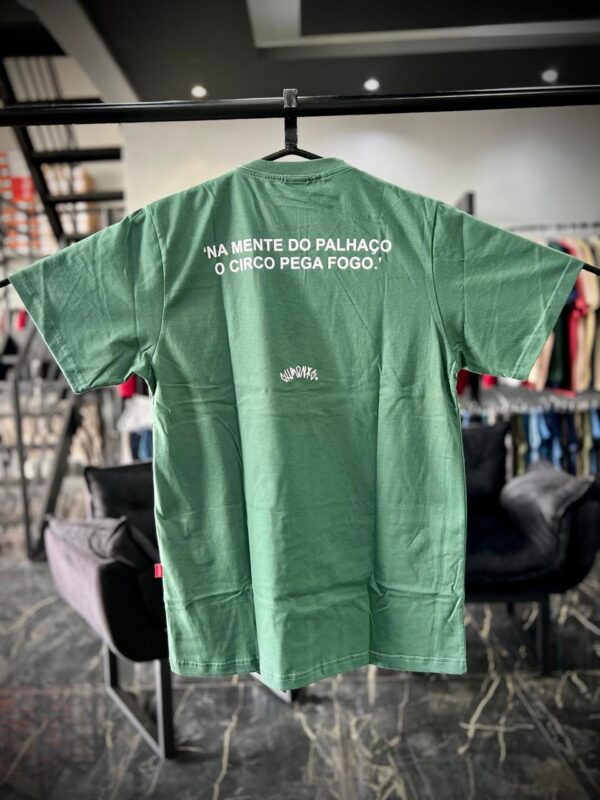 ‘NA MENTE DO PALHAÇO
O CIRCO PEGA FOGO.’